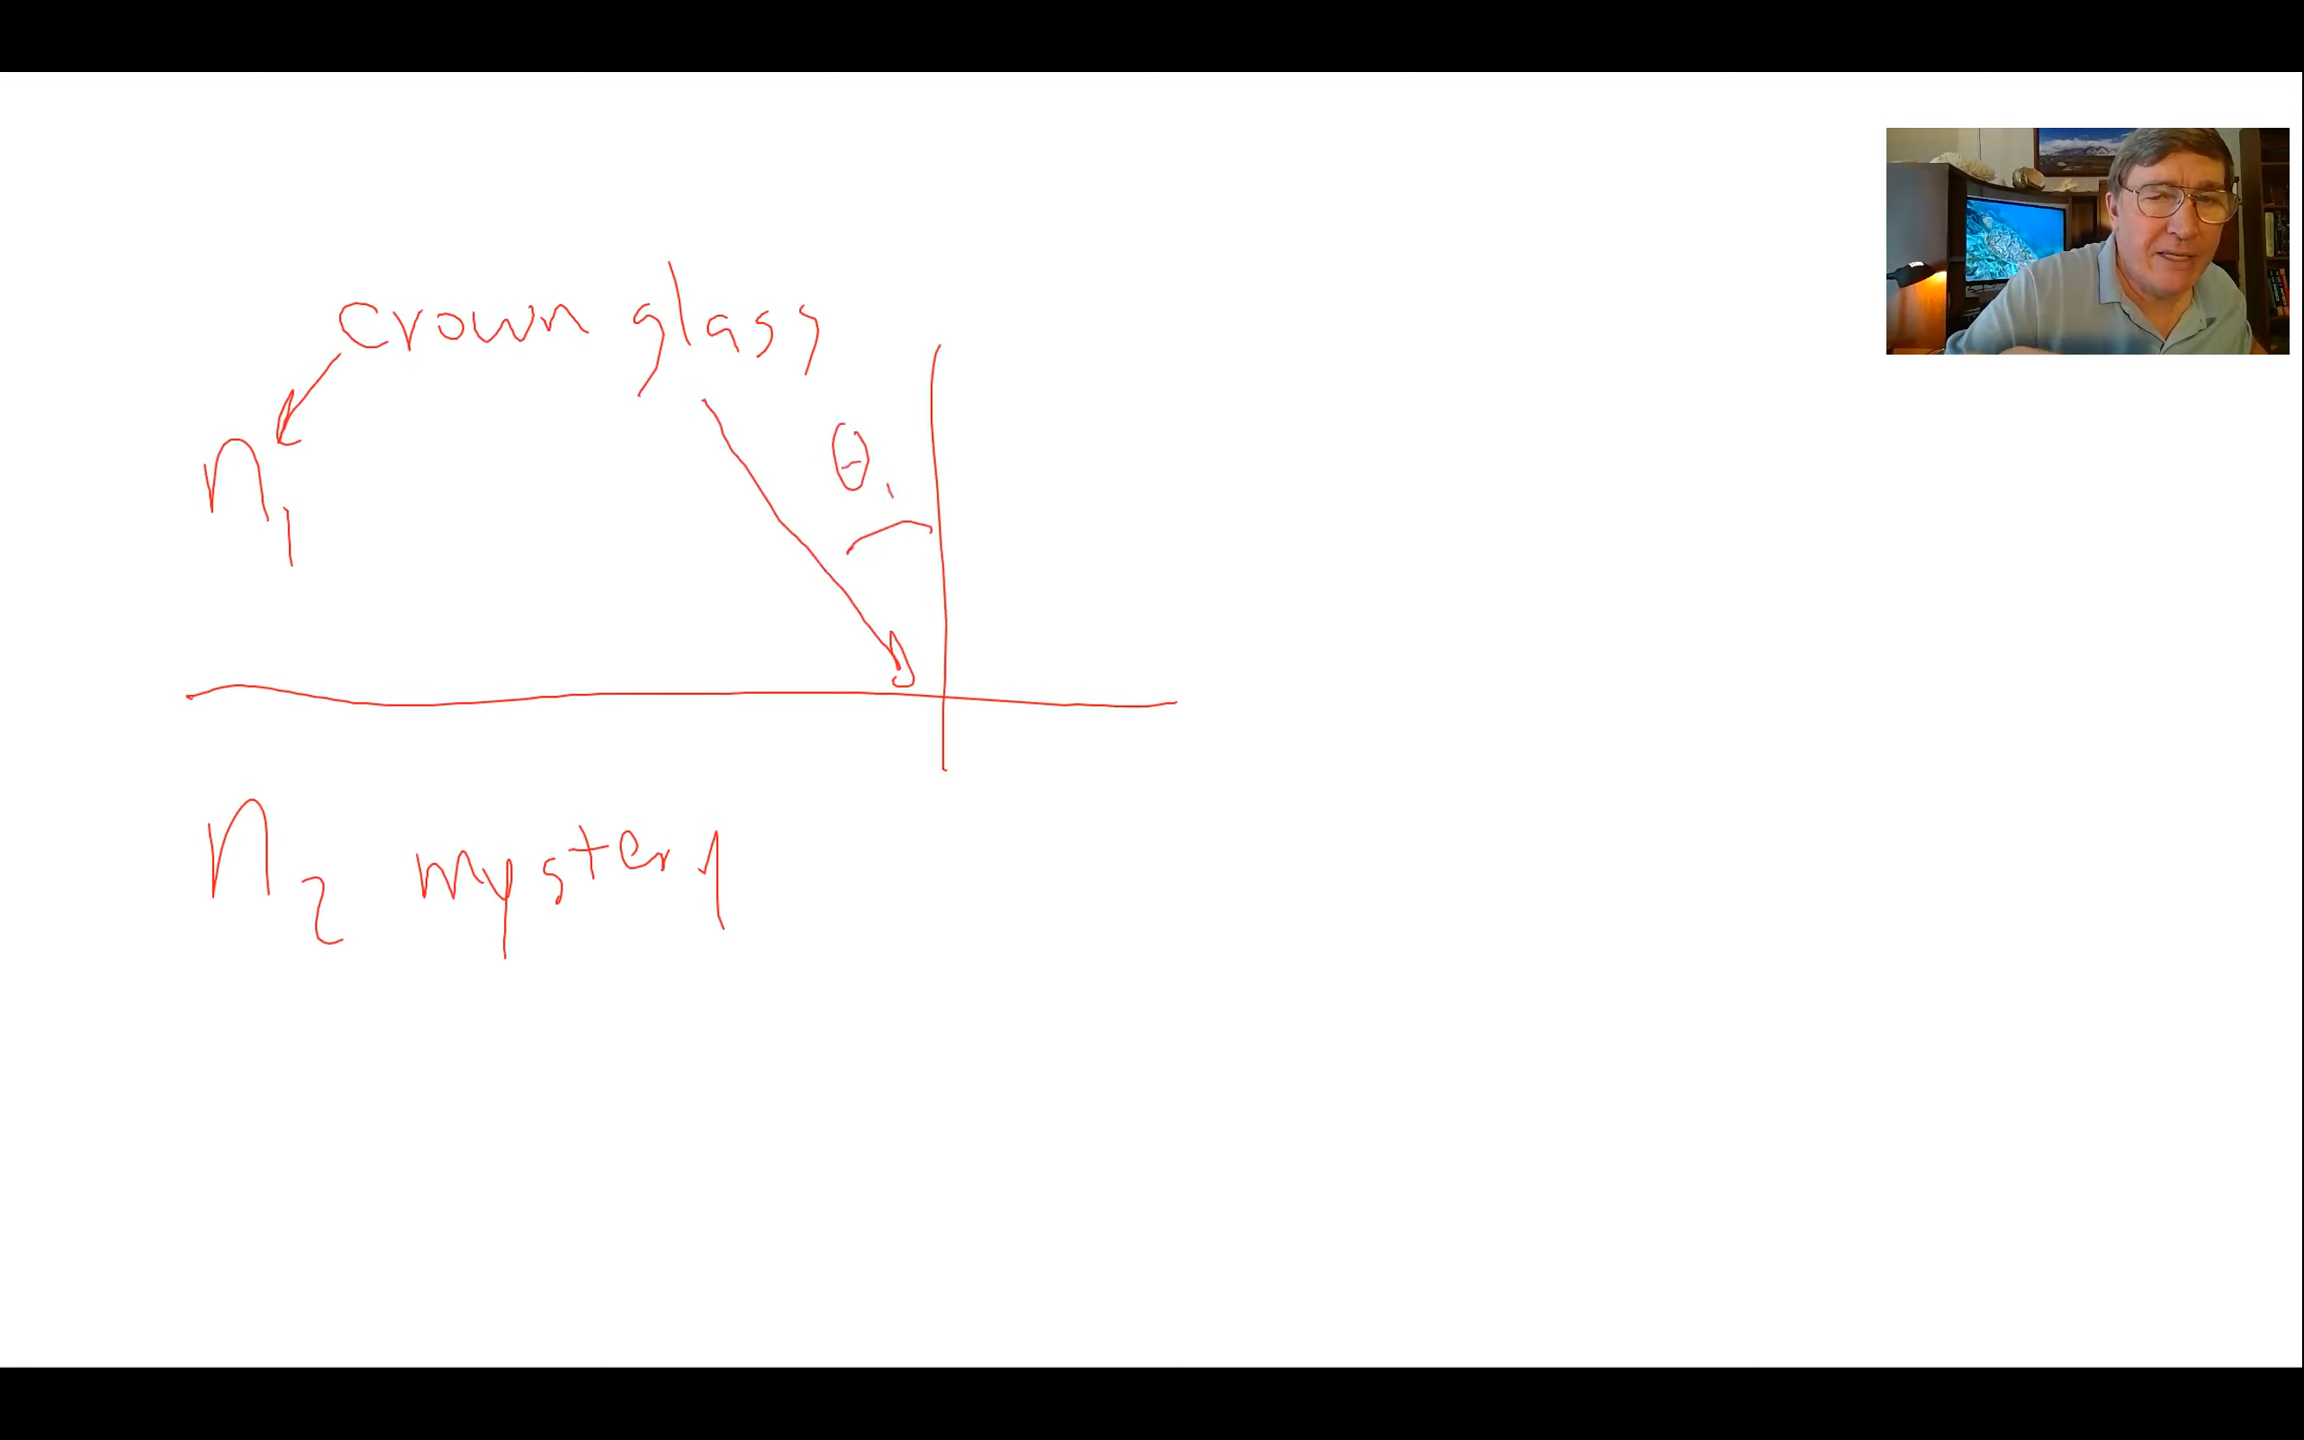 crown glass
θ₁
n₁
n₂ mystery